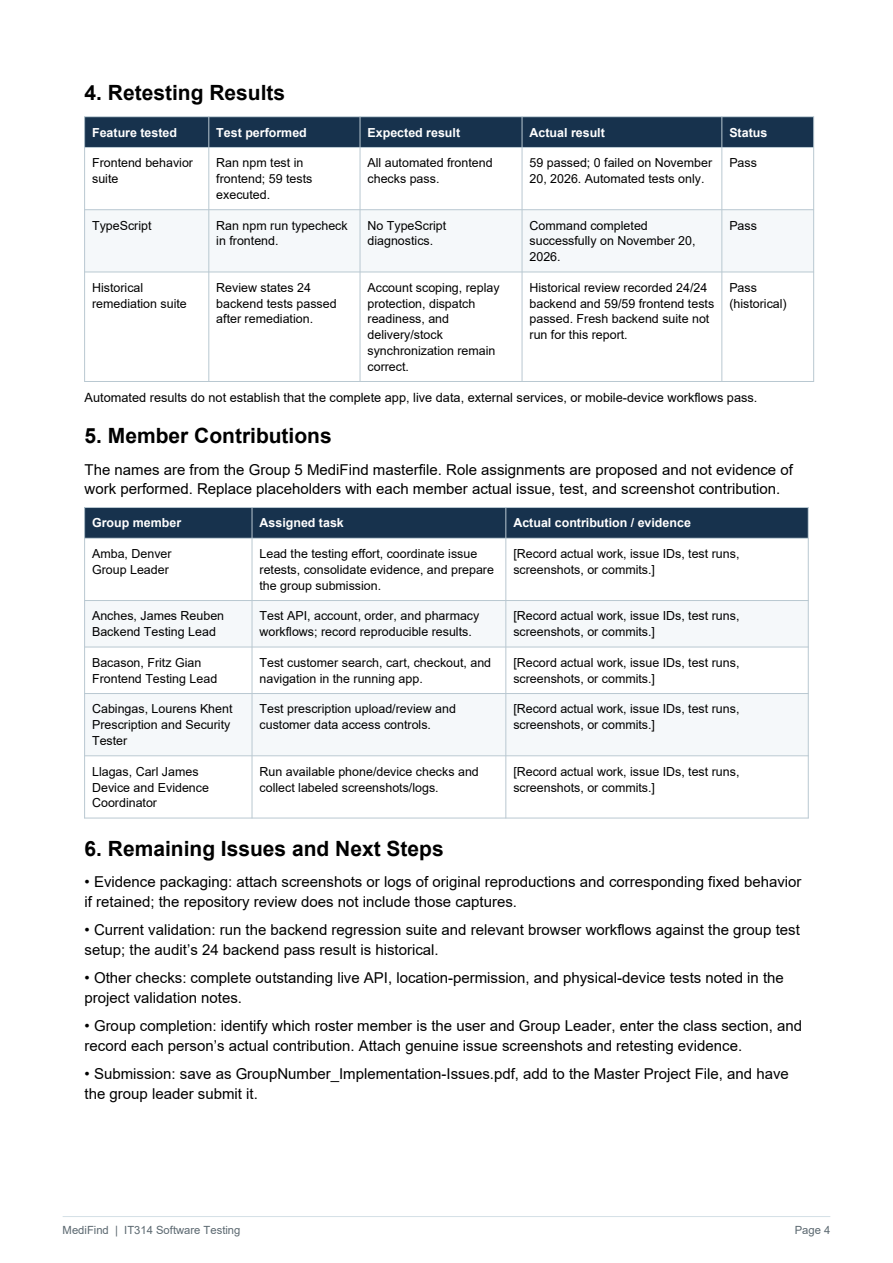 4. Retesting Results
Feature tested Test performed Expected result Actual result Status
Frontend behavior suite
Ran npm test in frontend; 59 tests executed.
All automated frontend checks pass.
59 passed; 0 failed on November 20, 2026. Automated tests only.
Pass
TypeScript
Ran npm run typecheck in frontend.
No TypeScript diagnostics.
Command completed successfully on November 20, 2026.
Pass
Historical remediation suite
Review states 24 backend tests passed after remediation.
Account scoping, replay protection, dispatch readiness, and delivery/stock synchronization remain correct.
Historical review recorded 24/24 backend and 59/59 frontend tests passed. Fresh backend suite not run for this report.
Pass (historical)
Automated results do not establish that the complete app, live data, external services, or mobile-device workflows pass.
5. Member Contributions
The names are from the Group 5 MediFind masterfile. Role assignments are proposed and not evidence of
work performed. Replace placeholders with each member actual issue, test, and screenshot contribution.
Group member Assigned task Actual contribution / evidence
Amba, Denver
Group Leader
Lead the testing effort, coordinate issue
retests, consolidate evidence, and prepare
the group submission.
[Record actual work, issue IDs, test runs,
screenshots, or commits.]
Anches, James Reuben
Backend Testing Lead
Test API, account, order, and pharmacy
workflows; record reproducible results.
[Record actual work, issue IDs, test runs,
screenshots, or commits.]
Bacason, Fritz Gian
Frontend Testing Lead
Test customer search, cart, checkout, and
navigation in the running app.
[Record actual work, issue IDs, test runs,
screenshots, or commits.]
Cabingas, Lourens Khent
Prescription and Security
Tester
Test prescription upload/review and
customer data access controls.
[Record actual work, issue IDs, test runs,
screenshots, or commits.]
Llagas, Carl James
Device and Evidence
Coordinator
Run available phone/device checks and
collect labeled screenshots/logs.
[Record actual work, issue IDs, test runs,
screenshots, or commits.]
6. Remaining Issues and Next Steps
• Evidence packaging: attach screenshots or logs of original reproductions and corresponding fixed behavior
if retained; the repository review does not include those captures.
• Current validation: run the backend regression suite and relevant browser workflows against the group test
setup; the audit’s 24 backend pass result is historical.
• Other checks: complete outstanding live API, location-permission, and physical-device tests noted in the
project validation notes.
• Group completion: identify which roster member is the user and Group Leader, enter the class section, and
record each person’s actual contribution. Attach genuine issue screenshots and retesting evidence.
• Submission: save as GroupNumber_Implementation-Issues.pdf, add to the Master Project File, and have
the group leader submit it.
MediFind | IT314 Software Testing Page 4